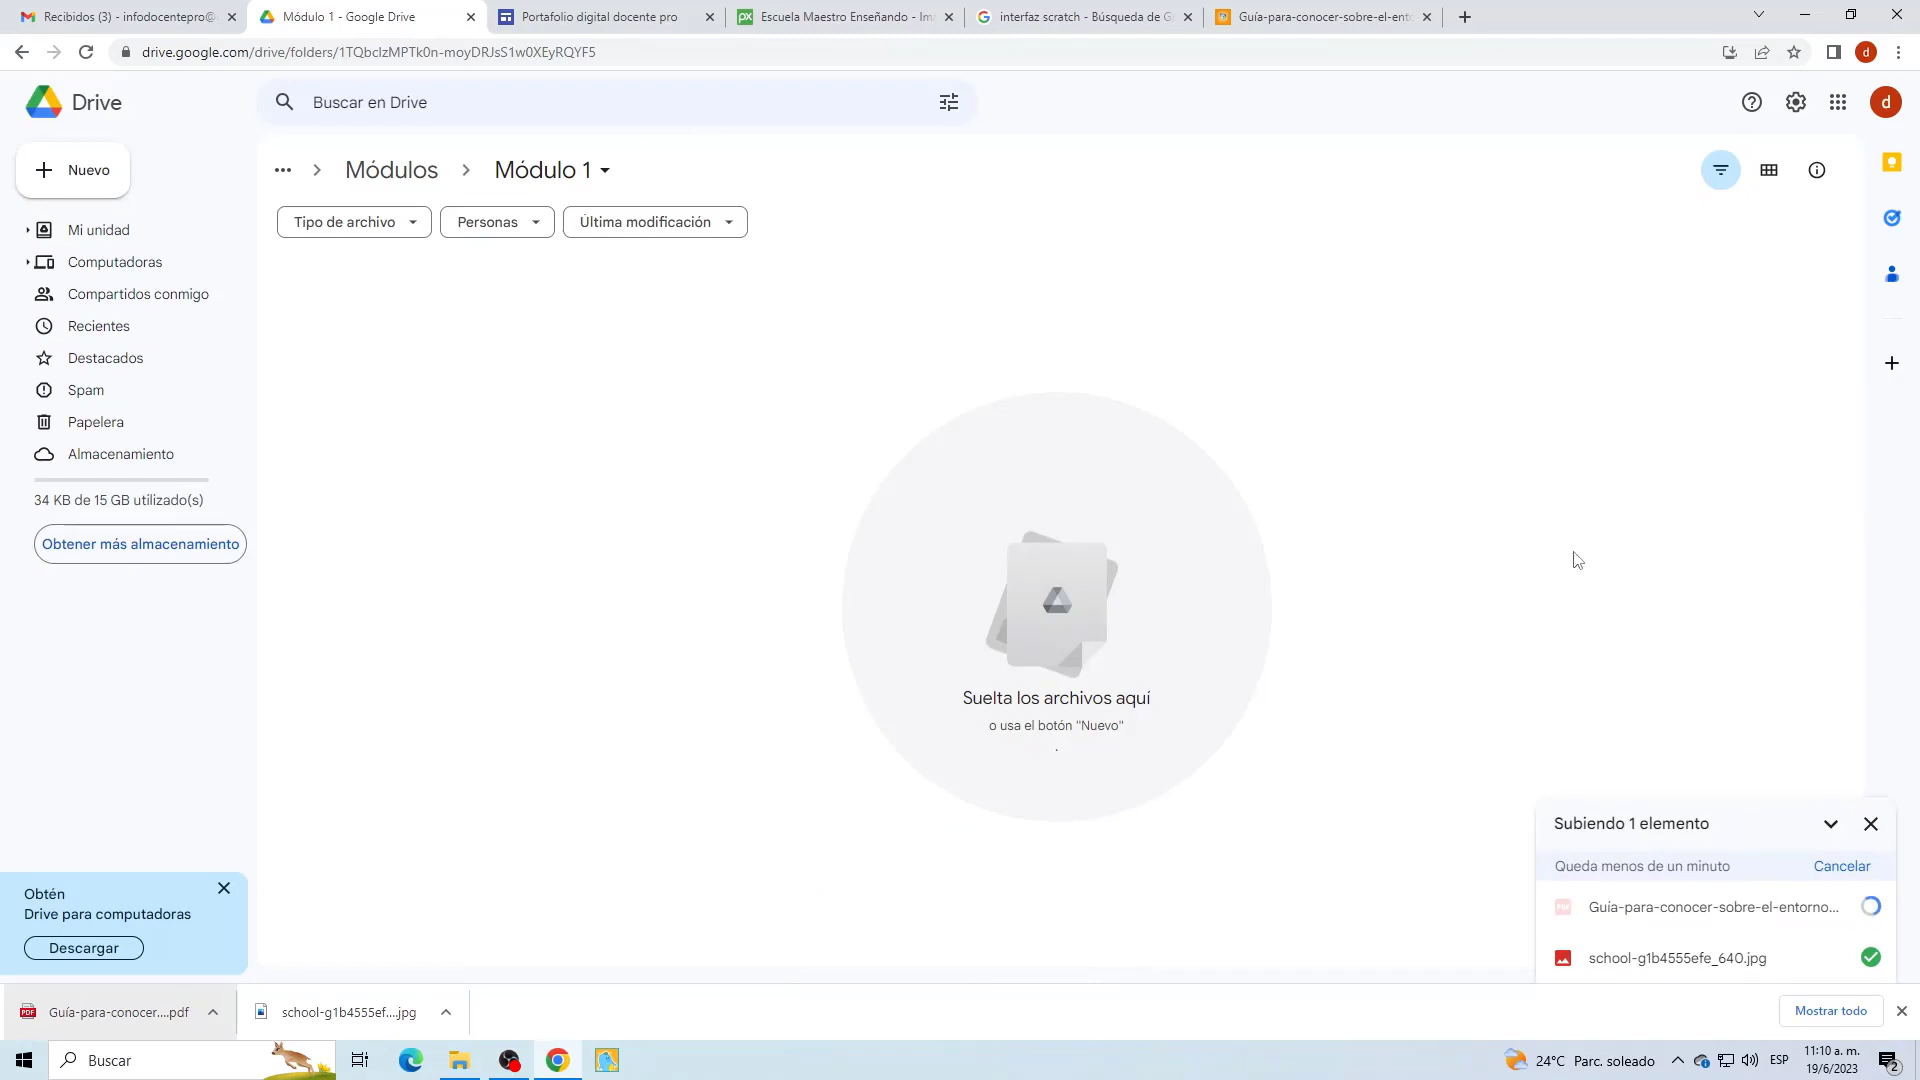 Recibidos (3) - infodocentepro@
Módulo 1 - Google Drive
Portafolio digital docente pro
Escuela Maestro Enseñando - Im
interfaz scratch - Búsqueda de G
Guía-para-conocer-sobre-el-ent
drive.google.com/drive/folders/1TQbcIzMPTk0n-moyDRJsS1w0XEyRQYF5
d
Drive
Buscar en Drive
d
Nuevo
Módulos
Módulo 1
Tipo de archivo
Personas
Última modificación
Mi unidad
Computadoras
Compartidos conmigo
Recientes
Destacados
Spam
Papelera
Almacenamiento
34 KB de 15 GB utilizado(s)
Obtener más almacenamiento
Suelta los archivos aquí
o usa el botón "Nuevo"
.
Subiendo 1 elemento
Queda menos de un minuto
Cancelar
Guía-para-conocer-sobre-el-entorno...
school-g1b4555efe_640.jpg
Obtén
Drive para computadoras
Descargar
Guía-para-conocer....pdf
school-g1b4555ef....jpg
Mostrar todo
Buscar
24°C Parc. soleado
ESP
11:10 a. m.
19/6/2023
2